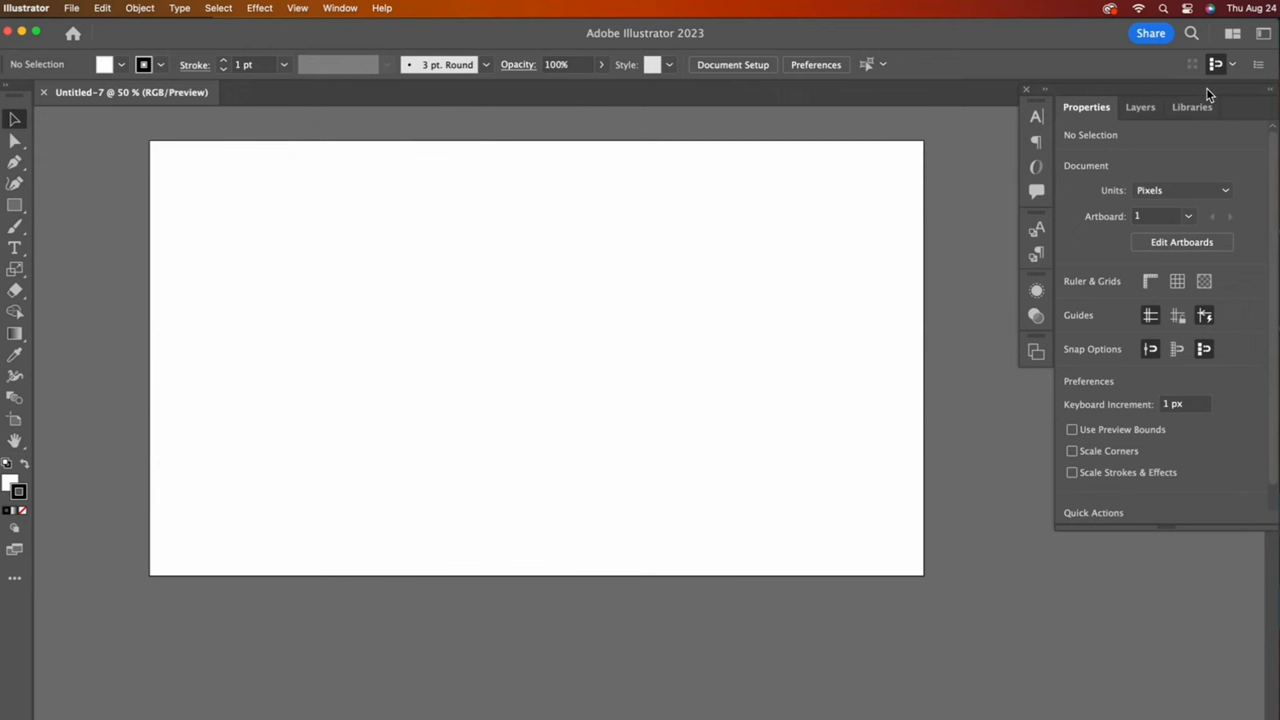 Illustrator File Edit Object Type Select Effect View Window Help Thu Aug 24
Adobe Illustrator 2023 Share
No Selection Stroke: 1 pt 3 pt. Round Opacity: 100% Style: Document Setup Preferences
Untitled-7 @ 50 % (RGB/Preview)
Properties Layers Libraries
No Selection
Document
Units: Pixels
Artboard: 1
Edit Artboards
Ruler & Grids
Guides
Snap Options
Preferences
Keyboard Increment: 1 px
Use Preview Bounds
Scale Corners
Scale Strokes & Effects
Quick Actions